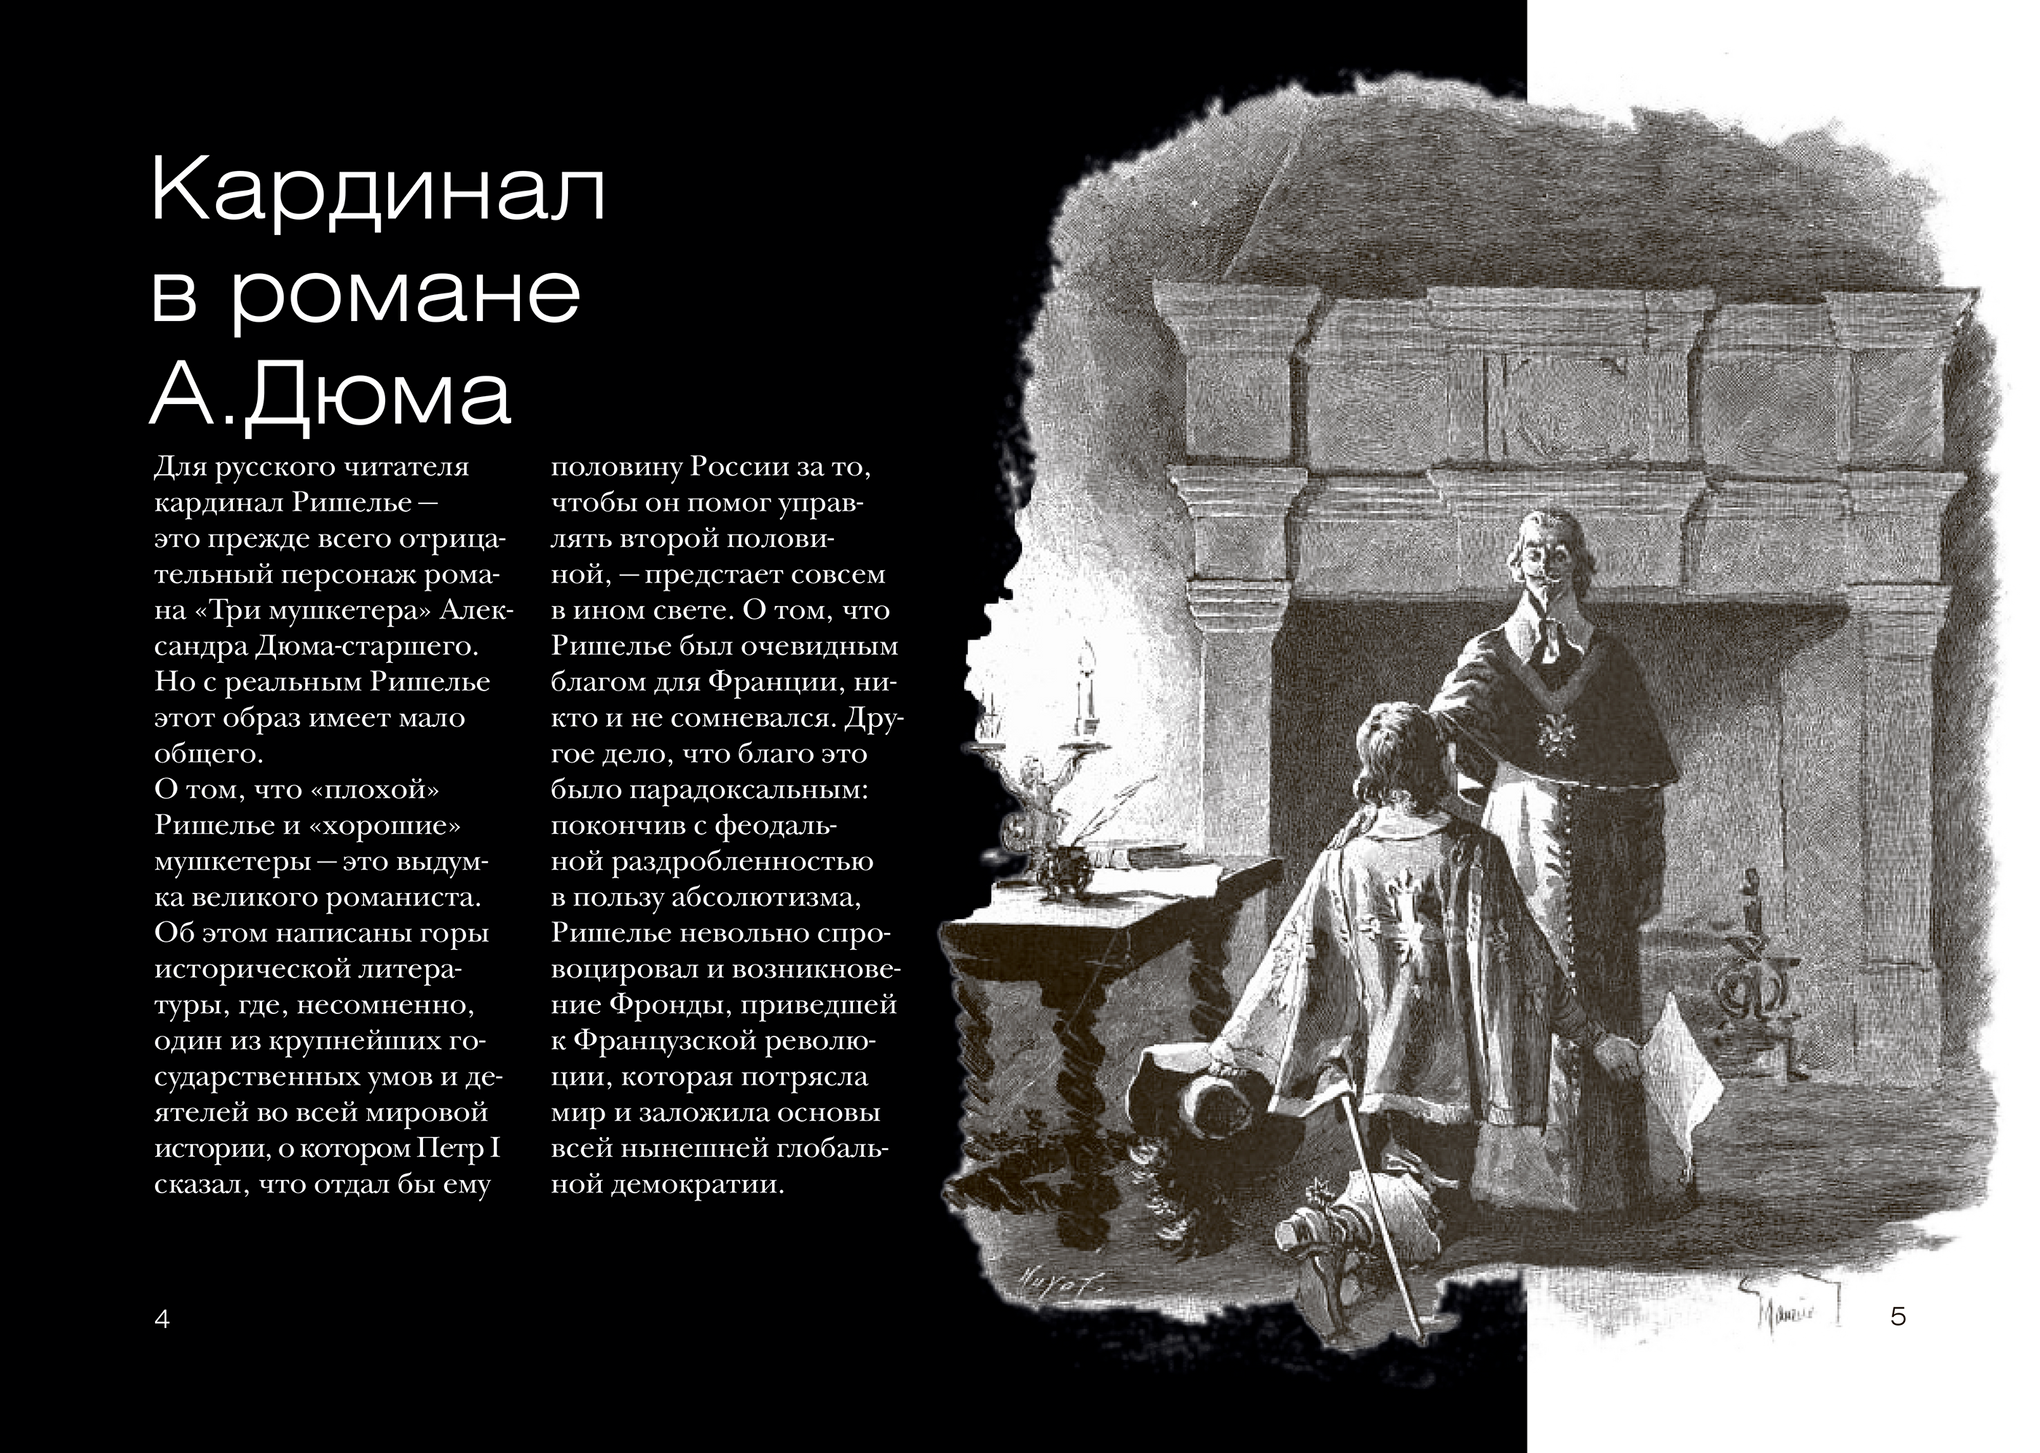 Кардинал
в романе
А.Дюма
Для русского читателя
кардинал Ришелье —
это прежде всего отрица-
тельный персонаж рома-
на «Три мушкетера» Алек-
сандра Дюма-старшего.
Но с реальным Ришелье
этот образ имеет мало
общего.
О том, что «плохой»
Ришелье и «хорошие»
мушкетеры — это выдум-
ка великого романиста.
Об этом написаны горы
исторической литера-
туры, где, несомненно,
один из крупнейших го-
сударственных умов и де-
ятелей во всей мировой
истории, о котором Петр I
сказал, что отдал бы ему
половину России за то,
чтобы он помог управ-
лять второй полови-
ной, — предстает совсем
в ином свете. О том, что
Ришелье был очевидным
благом для Франции, ни-
кто и не сомневался. Дру-
гое дело, что благо это
было парадоксальным:
покончив с феодаль-
ной раздробленностью
в пользу абсолютизма,
Ришелье невольно спро-
воцировал и возникнове-
ние Фронды, приведшей
к Французской револю-
ции, которая потрясла
мир и заложила основы
всей нынешней глобаль-
ной демократии.
4
5